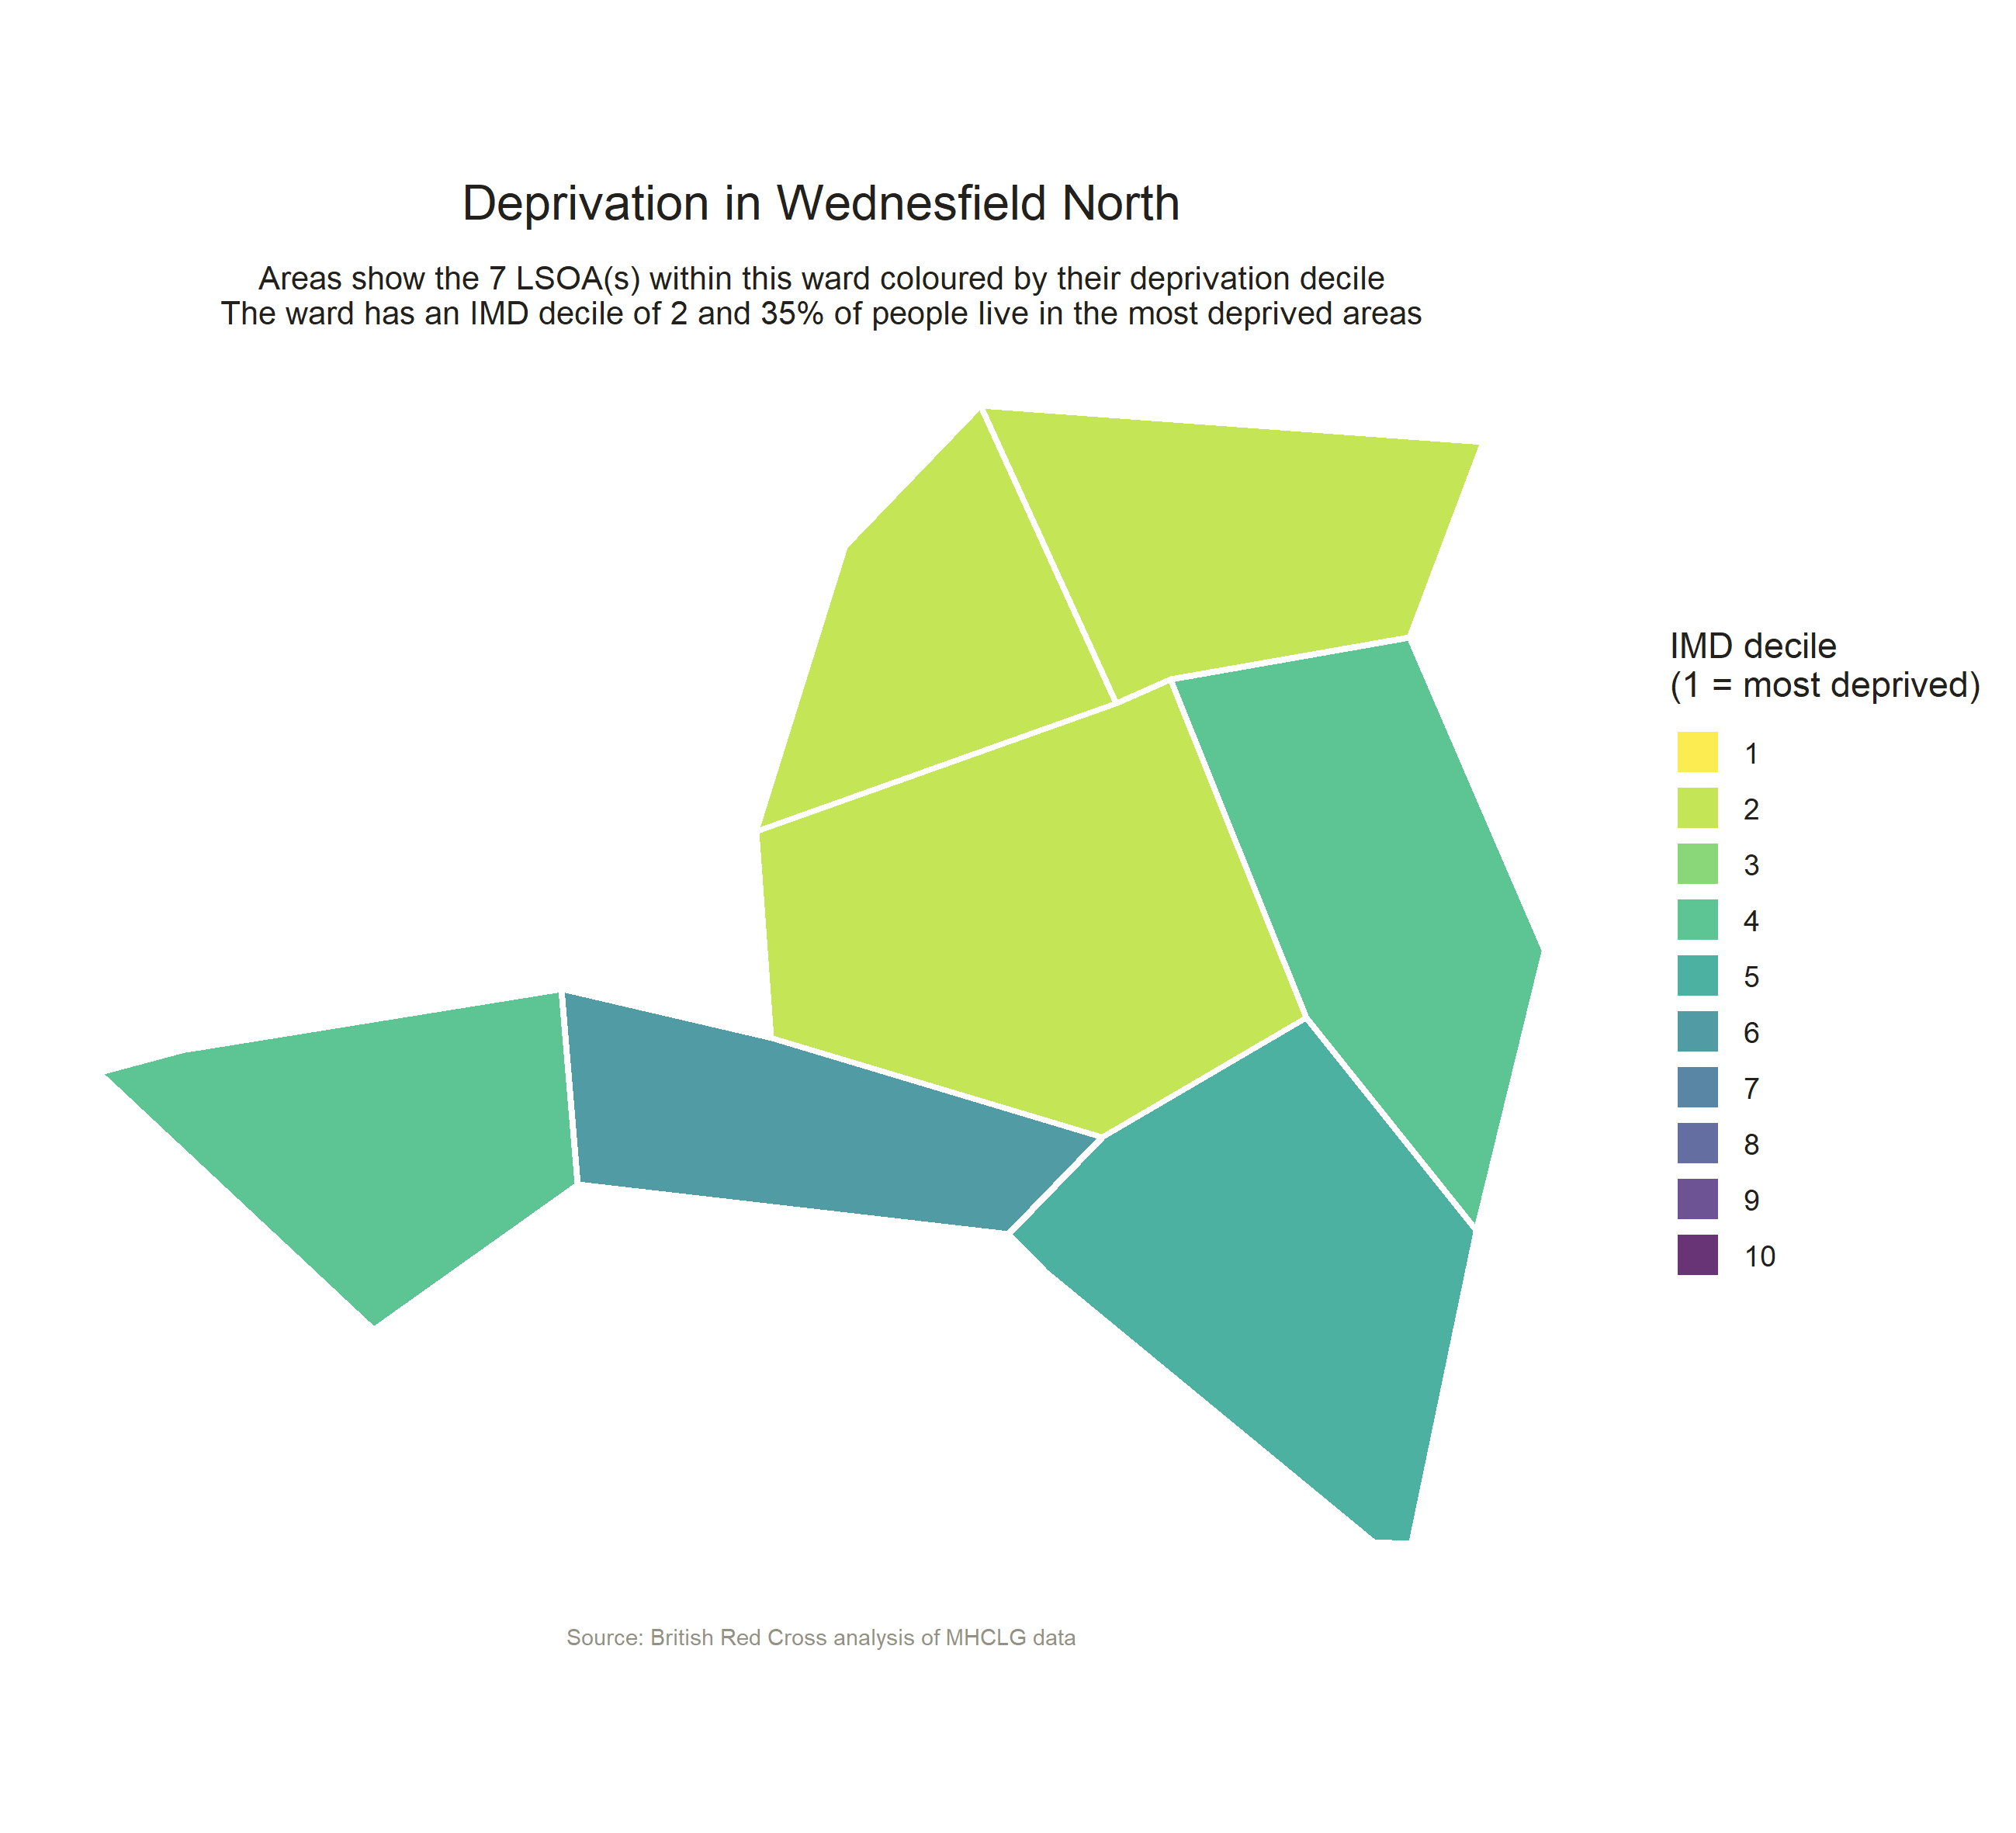 Deprivation in Wednesfield North
Areas show the 7 LSOA(s) within this ward coloured by their deprivation decile
The ward has an IMD decile of 2 and 35% of people live in the most deprived areas
IMD decile
(1 = most deprived)
1
2
3
4
5
6
7
8
9
10
Source: British Red Cross analysis of MHCLG data